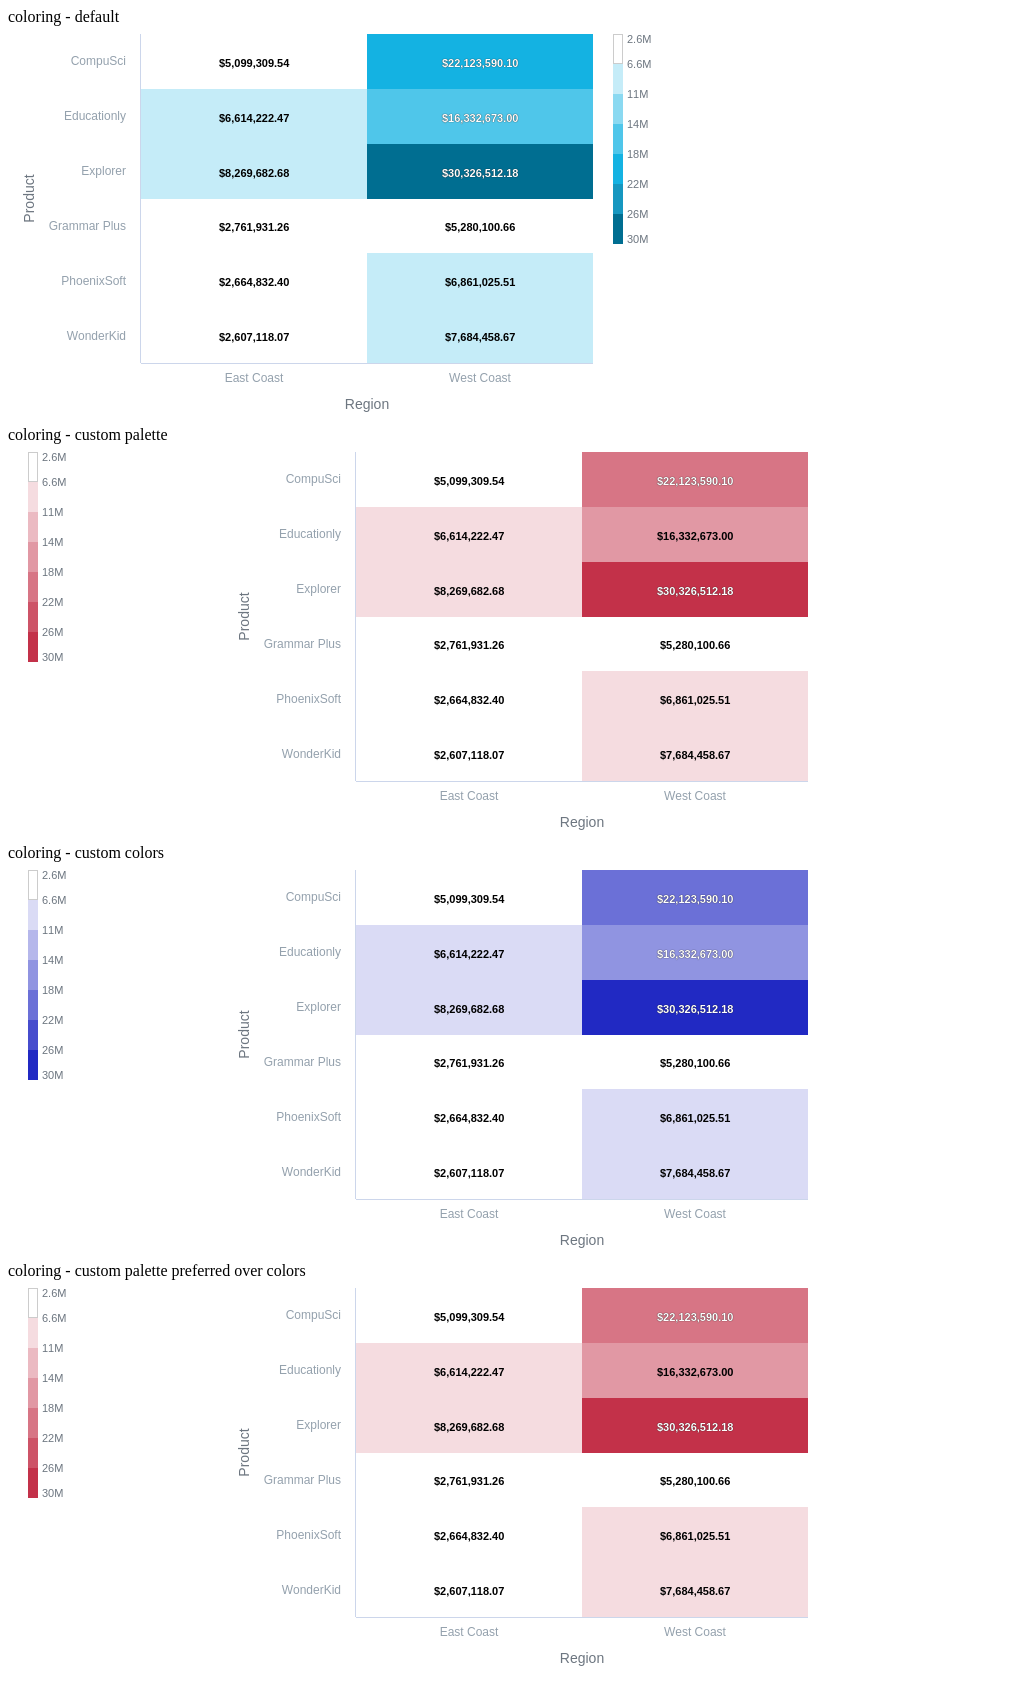 coloring - default
CompuSci $5,099,309.54 $22,123,590.10
Educationly $6,614,222.47 $16,332,673.00
Explorer $8,269,682.68 $30,326,512.18
Grammar Plus $2,761,931.26 $5,280,100.66
PhoenixSoft $2,664,832.40 $6,861,025.51
WonderKid $2,607,118.07 $7,684,458.67
Product
East Coast West Coast
Region
2.6M
6.6M
11M
14M
18M
22M
26M
30M
coloring - custom palette
2.6M
6.6M
11M
14M
18M
22M
26M
30M
CompuSci $5,099,309.54 $22,123,590.10
Educationly $6,614,222.47 $16,332,673.00
Explorer $8,269,682.68 $30,326,512.18
Grammar Plus $2,761,931.26 $5,280,100.66
PhoenixSoft $2,664,832.40 $6,861,025.51
WonderKid $2,607,118.07 $7,684,458.67
Product
East Coast West Coast
Region
coloring - custom colors
2.6M
6.6M
11M
14M
18M
22M
26M
30M
CompuSci $5,099,309.54 $22,123,590.10
Educationly $6,614,222.47 $16,332,673.00
Explorer $8,269,682.68 $30,326,512.18
Grammar Plus $2,761,931.26 $5,280,100.66
PhoenixSoft $2,664,832.40 $6,861,025.51
WonderKid $2,607,118.07 $7,684,458.67
Product
East Coast West Coast
Region
coloring - custom palette preferred over colors
2.6M
6.6M
11M
14M
18M
22M
26M
30M
CompuSci $5,099,309.54 $22,123,590.10
Educationly $6,614,222.47 $16,332,673.00
Explorer $8,269,682.68 $30,326,512.18
Grammar Plus $2,761,931.26 $5,280,100.66
PhoenixSoft $2,664,832.40 $6,861,025.51
WonderKid $2,607,118.07 $7,684,458.67
Product
East Coast West Coast
Region